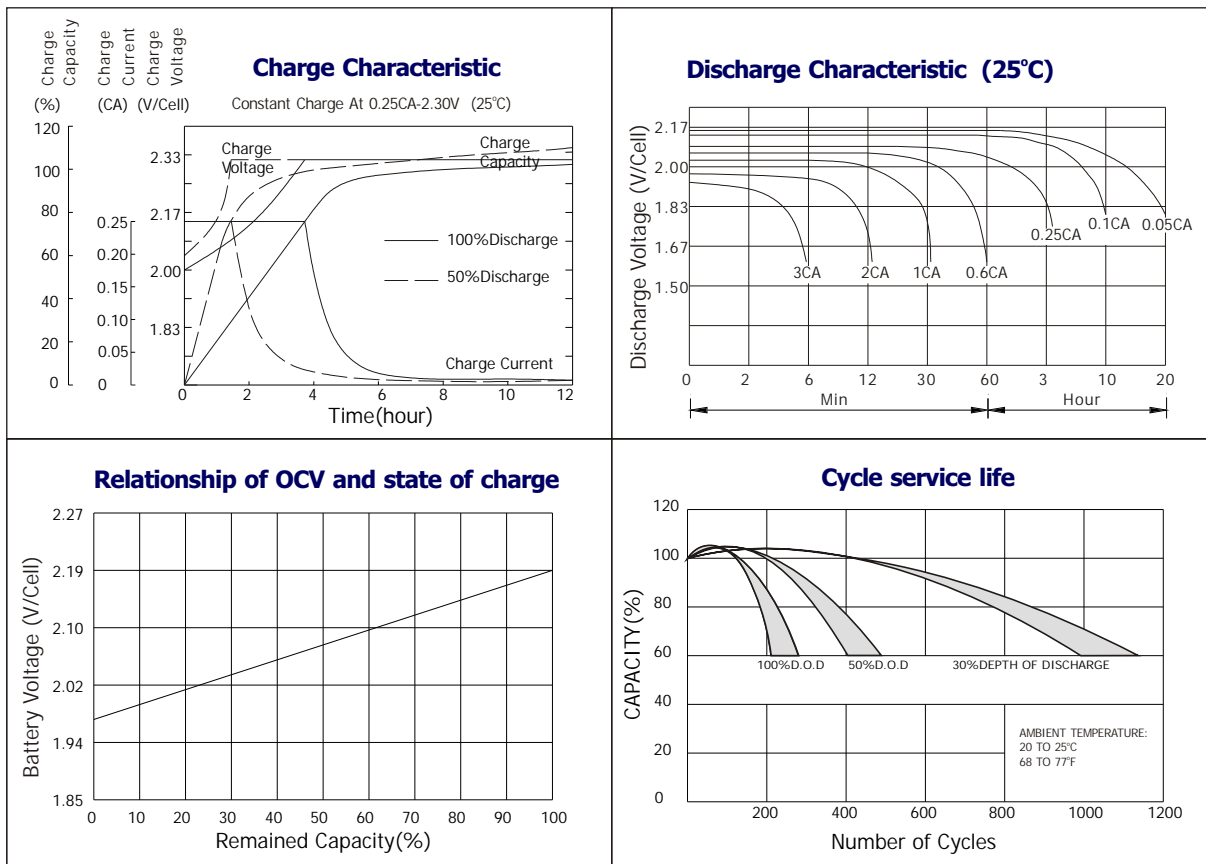 Charge
Capacity
Charge
Current
Charge
Voltage
(%)
(CA)
(V/Cell)
Charge Characteristic
Constant Charge At 0.25CA-2.30V (25°C)
120
100
80
60
40
20
0
0.25
0.20
0.15
0.10
0.05
0
2.33
2.17
2.00
1.83
Charge
Voltage
Charge
Capacity
100%Discharge
50%Discharge
Charge Current
0 2 4 6 8 10 12
Time(hour)
Discharge Characteristic (25°C)
Discharge Voltage (V/Cell)
2.17
2.00
1.83
1.67
1.50
3CA
2CA
1CA
0.6CA
0.25CA
0.1CA
0.05CA
0 2 6 12 30 60 3 10 20
Min Hour
Relationship of OCV and state of charge
Battery Voltage (V/Cell)
2.27
2.19
2.10
2.02
1.94
1.85
0 10 20 30 40 50 60 70 80 90 100
Remained Capacity(%)
Cycle service life
CAPACITY(%)
120
100
80
60
40
20
0
100%D.O.D
50%D.O.D
30%DEPTH OF DISCHARGE
AMBIENT TEMPERATURE:
20 TO 25°C
68 TO 77°F
200 400 600 800 1000 1200
Number of Cycles